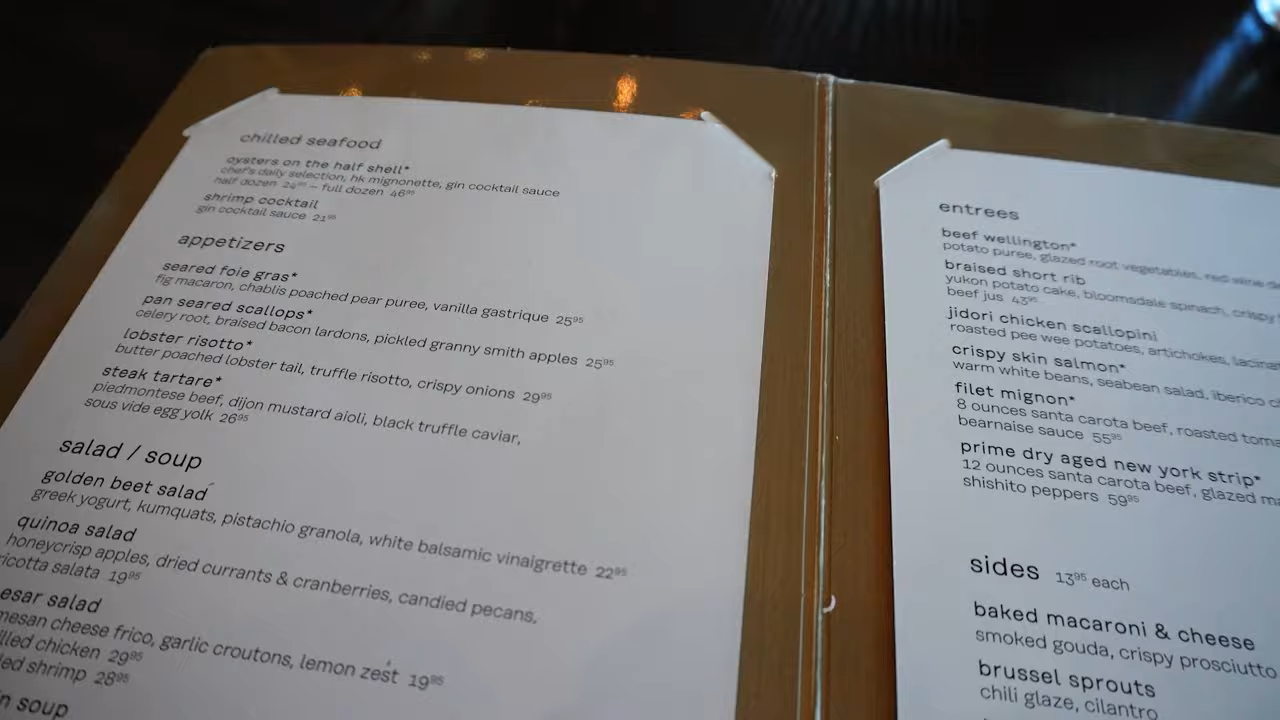 chilled seafood
oysters on the half shell*
chef's daily selection, hk mignonette, gin cocktail sauce
half dozen 24⁹⁵ – full dozen 46⁹⁵
shrimp cocktail
gin cocktail sauce 21⁹⁵
appetizers
seared foie gras*
fig macaron, chablis poached pear puree, vanilla gastrique 25⁹⁵
pan seared scallops*
celery root, braised bacon lardons, pickled granny smith apples 25⁹⁵
lobster risotto*
butter poached lobster tail, truffle risotto, crispy onions 29⁹⁵
steak tartare*
piedmontese beef, dijon mustard aioli, black truffle caviar,
sous vide egg yolk 26⁹⁵
salad / soup
golden beet salad
greek yogurt, kumquats, pistachio granola, white balsamic vinaigrette 22⁹⁵
quinoa salad
honeycrisp apples, dried currants & cranberries, candied pecans,
ricotta salata 19⁹⁵
esar salad
mesan cheese frico, garlic croutons, lemon zest 19⁹⁵
lled chicken 29⁹⁵
led shrimp 28⁹⁵
n soup
entrees
beef wellington*
potato puree, glazed root vegetables, red wine
braised short rib
yukon potato cake, bloomsdale spinach, crispy
beef jus 43⁹⁵
jidori chicken scallopini
roasted pee wee potatoes, artichokes, lacinat
crispy skin salmon*
warm white beans, seabean salad, iberico
filet mignon*
8 ounces santa carota beef, roasted toma
bearnaise sauce 55⁹⁵
prime dry aged new york strip*
12 ounces santa carota beef, glazed ma
shishito peppers 59⁹⁵
sides 13⁹⁵ each
baked macaroni & cheese
smoked gouda, crispy prosciutto
brussel sprouts
chili glaze, cilantro